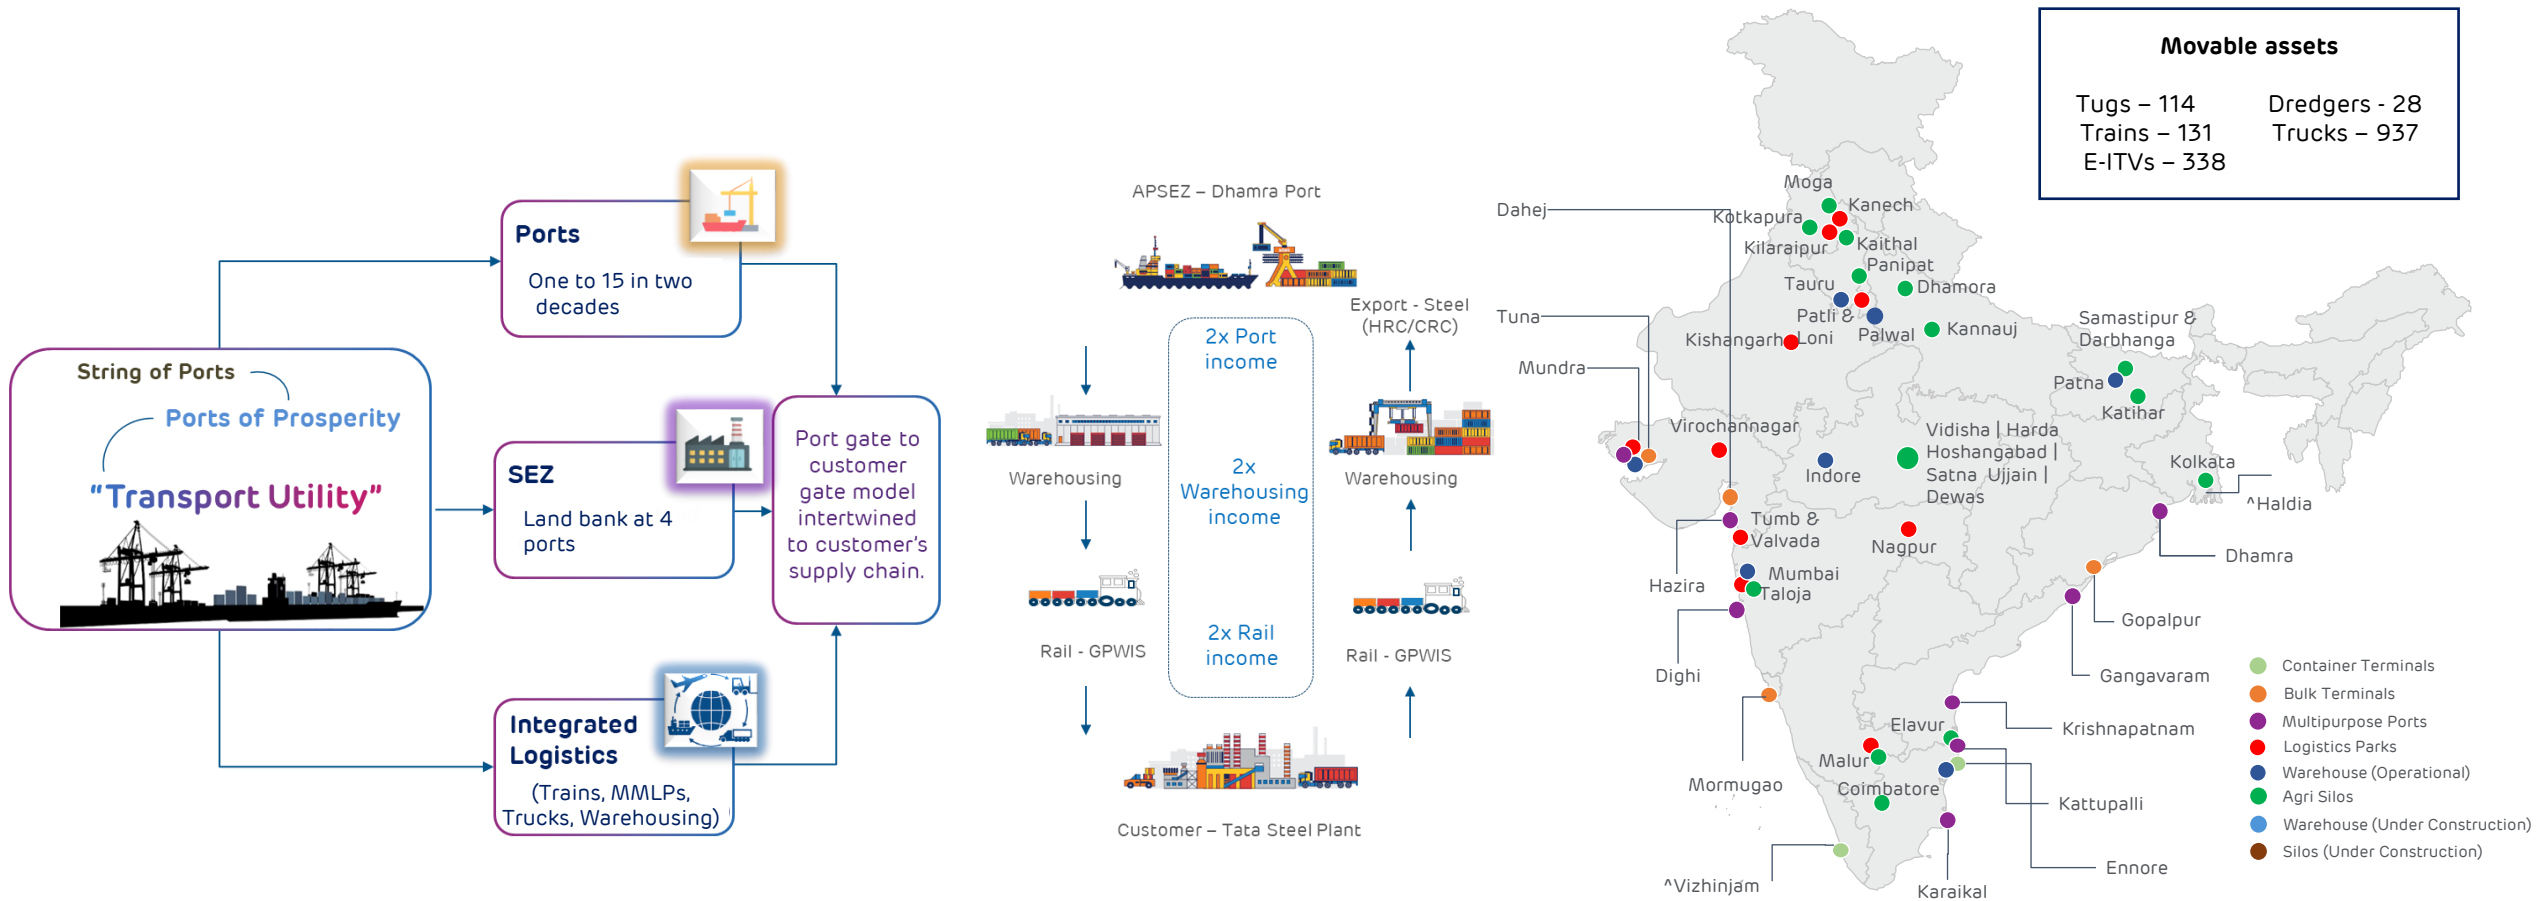 String of Ports
Ports of Prosperity
“Transport Utility”
Ports
One to 15 in two
decades
SEZ
Land bank at 4
ports
Integrated
Logistics
(Trains, MMLPs,
Trucks, Warehousing)
Port gate to
customer
gate model
intertwined
to customer’s
supply chain.
APSEZ – Dhamra Port
Export - Steel
(HRC/CRC)
2x Port
income
Warehousing
2x
Warehousing
income
Warehousing
2x Rail
income
Rail - GPWIS
Rail - GPWIS
Customer – Tata Steel Plant
Movable assets
Tugs – 114
Dredgers - 28
Trains – 131
Trucks – 937
E-ITVs – 338
Moga
Kanech
Kotkapura
Kilaraipur
Kaithal
Panipat
Tauru
Dhamora
Patli &
Loni
Palwal
Kannauj
Kishangarh
Samastipur &
Darbhanga
Patna
Katihar
Dahej
Tuna
Mundra
Virochannagar
Indore
Vidisha | Harda
Hoshangabad |
Satna Ujjain |
Dewas
Kolkata
^Haldia
Tumb &
Valvada
Nagpur
Dhamra
Hazira
Mumbai
Taloja
Gopalpur
Dighi
Gangavaram
Elavur
Krishnapatnam
Malur
Mormugao
Coimbatore
Kattupalli
Ennore
^Vizhinjam
Karaikal
Container Terminals
Bulk Terminals
Multipurpose Ports
Logistics Parks
Warehouse (Operational)
Agri Silos
Warehouse (Under Construction)
Silos (Under Construction)